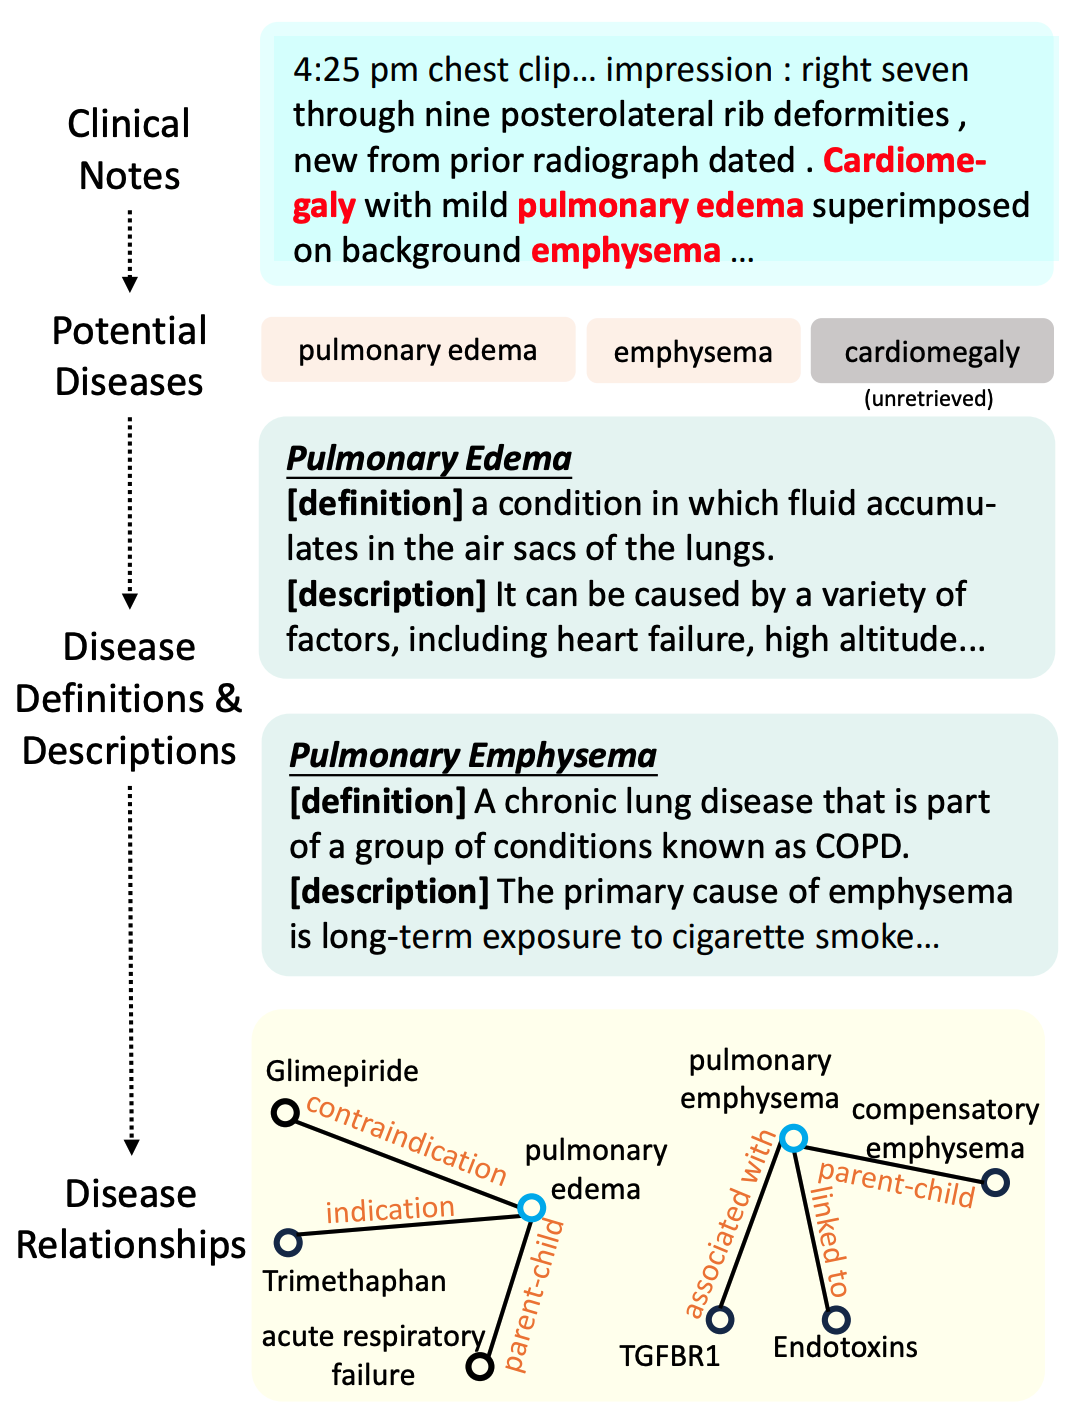 Clinical
Notes
4:25 pm chest clip... impression : right seven
through nine posterolateral rib deformities ,
new from prior radiograph dated . Cardiome-
galy with mild pulmonary edema superimposed
on background emphysema ...
Potential
Diseases
pulmonary edema
emphysema
cardiomegaly
(unretrieved)
Disease
Definitions &
Descriptions
Pulmonary Edema
[definition] a condition in which fluid accumu-
lates in the air sacs of the lungs.
[description] It can be caused by a variety of
factors, including heart failure, high altitude...
Pulmonary Emphysema
[definition] A chronic lung disease that is part
of a group of conditions known as COPD.
[description] The primary cause of emphysema
is long-term exposure to cigarette smoke...
Disease
Relationships
Glimepiride
contraindication
pulmonary
edema
indication
Trimethaphan
parent-child
acute respiratory
failure
pulmonary
emphysema
compensatory
emphysema
parent-child
associated with
linked to
TGFBR1
Endotoxins